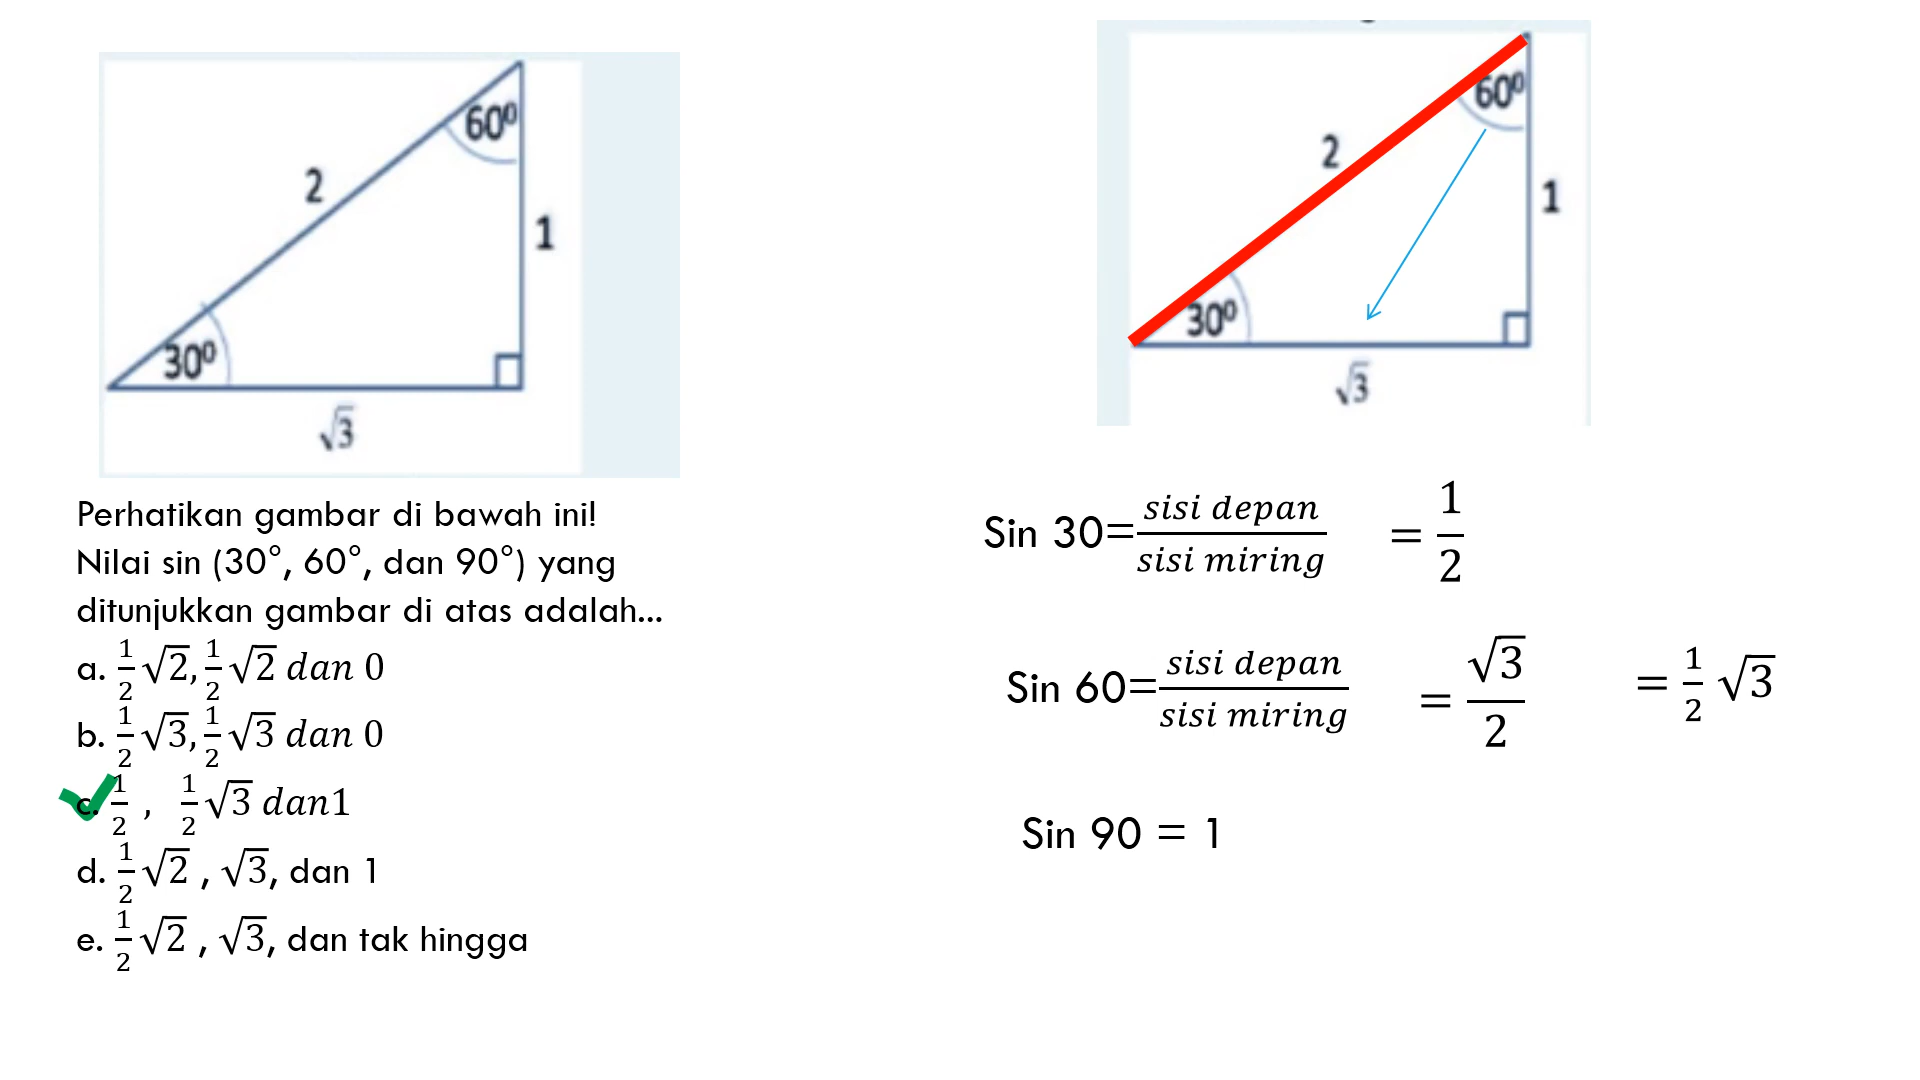 60⁰
2
1
30⁰
√3
Perhatikan gambar di bawah ini!
Nilai sin (30°, 60°, dan 90°) yang
ditunjukkan gambar di atas adalah...
a. 1/2 √2, 1/2 √2 dan 0
b. 1/2 √3, 1/2 √3 dan 0
c. 1/2 , 1/2 √3 dan1
d. 1/2 √2 , √3, dan 1
e. 1/2 √2 , √3, dan tak hingga
60⁰
2
1
30⁰
√3
Sin 30= sisi depan/sisi miring = 1/2
Sin 60= sisi depan/sisi miring = √3/2 = 1/2 √3
Sin 90 = 1